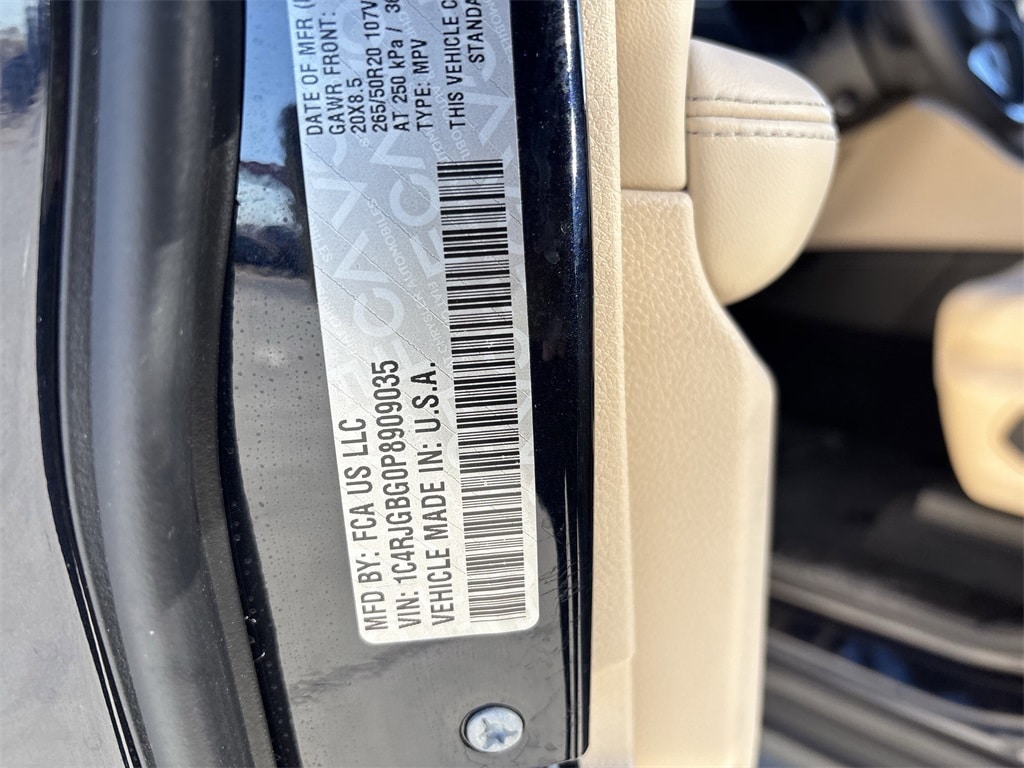 MFD BY: FCA US LLC
VIN: 1C4RJGBG0P8909035
VEHICLE MADE IN: U.S.A.
DATE OF MFR
GAWR FRONT:
20X8.5
265/50R20 107V
AT 250 kPa /
TYPE: MPV
THIS VEHICLE
STANDA